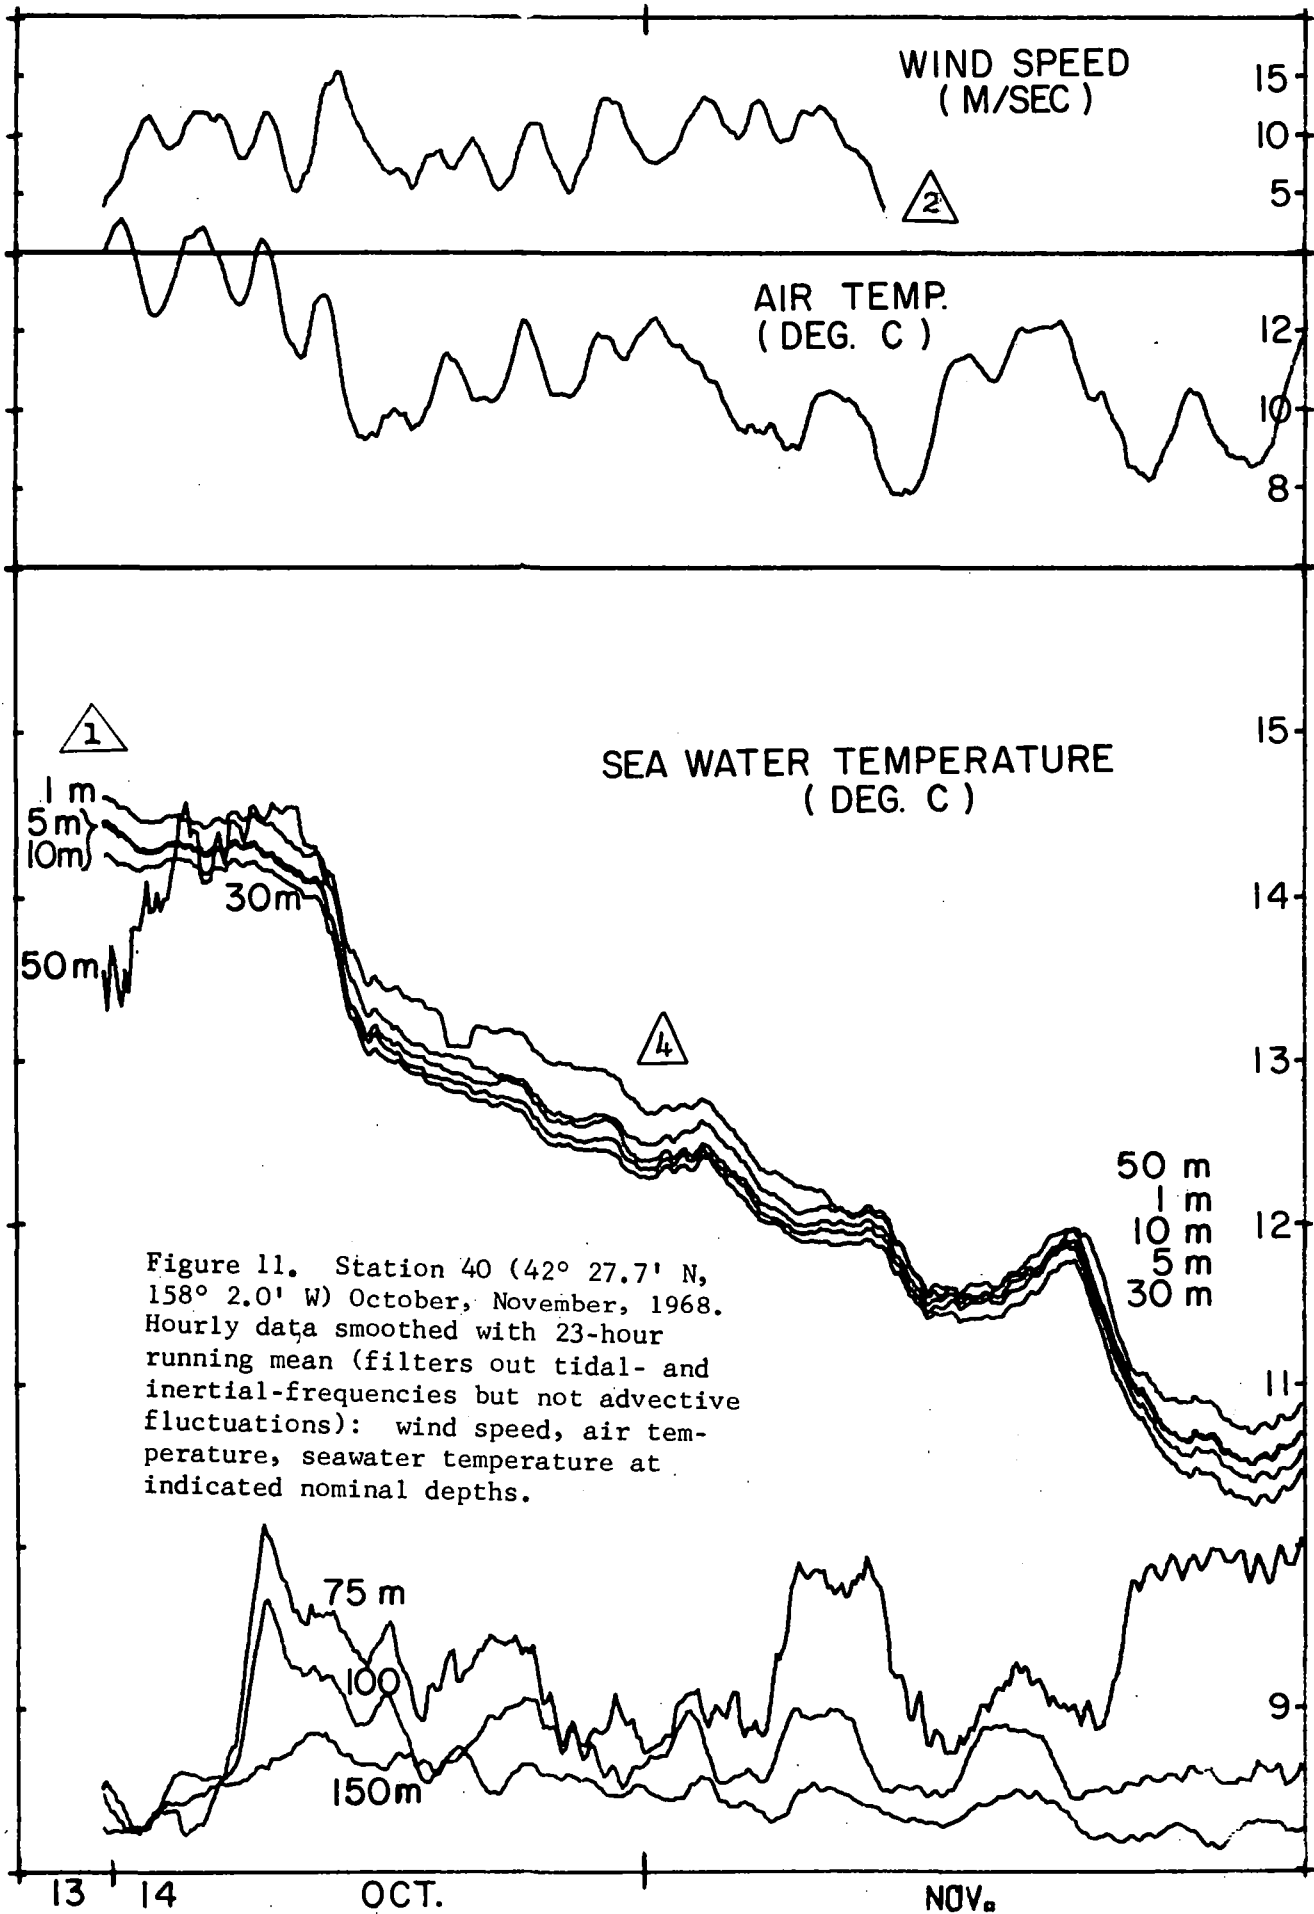 WIND SPEED
( M/SEC )
15
10
5
2
AIR TEMP.
( DEG. C )
12
10
8
1
SEA WATER TEMPERATURE
( DEG. C )
15
14
13
12
11
9
1 m
5 m
10m
30m
50m
4
50 m
1 m
10 m
5 m
30 m
Figure 11. Station 40 (42° 27.7' N,
158° 2.0' W) October, November, 1968.
Hourly data smoothed with 23-hour
running mean (filters out tidal- and
inertial-frequencies but not advective
fluctuations): wind speed, air tem-
perature, seawater temperature at
indicated nominal depths.
75 m
100
150m
13 14 OCT. NOV.